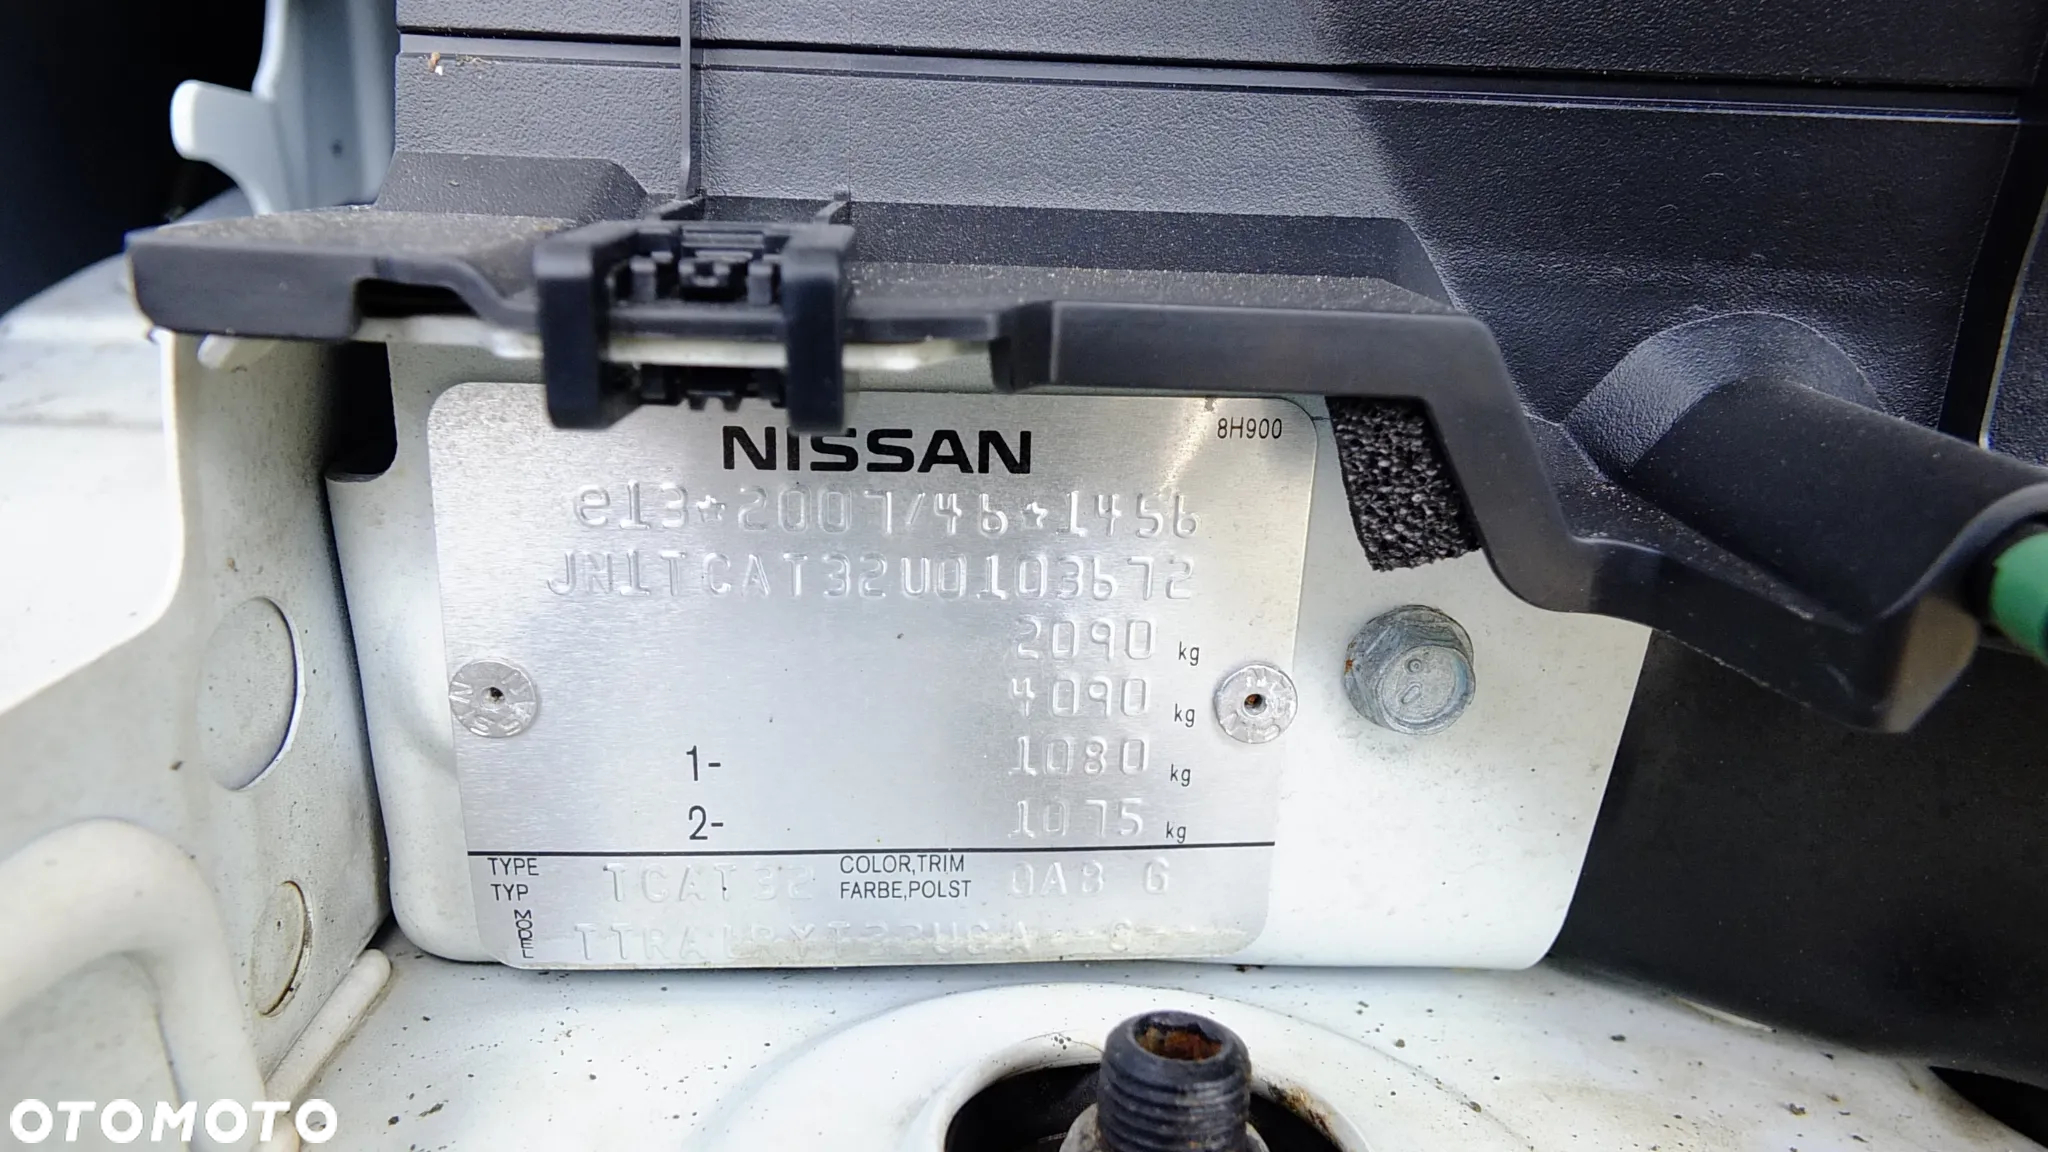 NISSAN
8H900
e13*2007/46*1456
JN1TCAT32U0103672
2090 kg
4090 kg
1- 1080 kg
2- 1075 kg
TYPE
TYP
TCAT32
COLOR,TRIM
FARBE,POLST
QAB G
MODEL
OTOMOTO